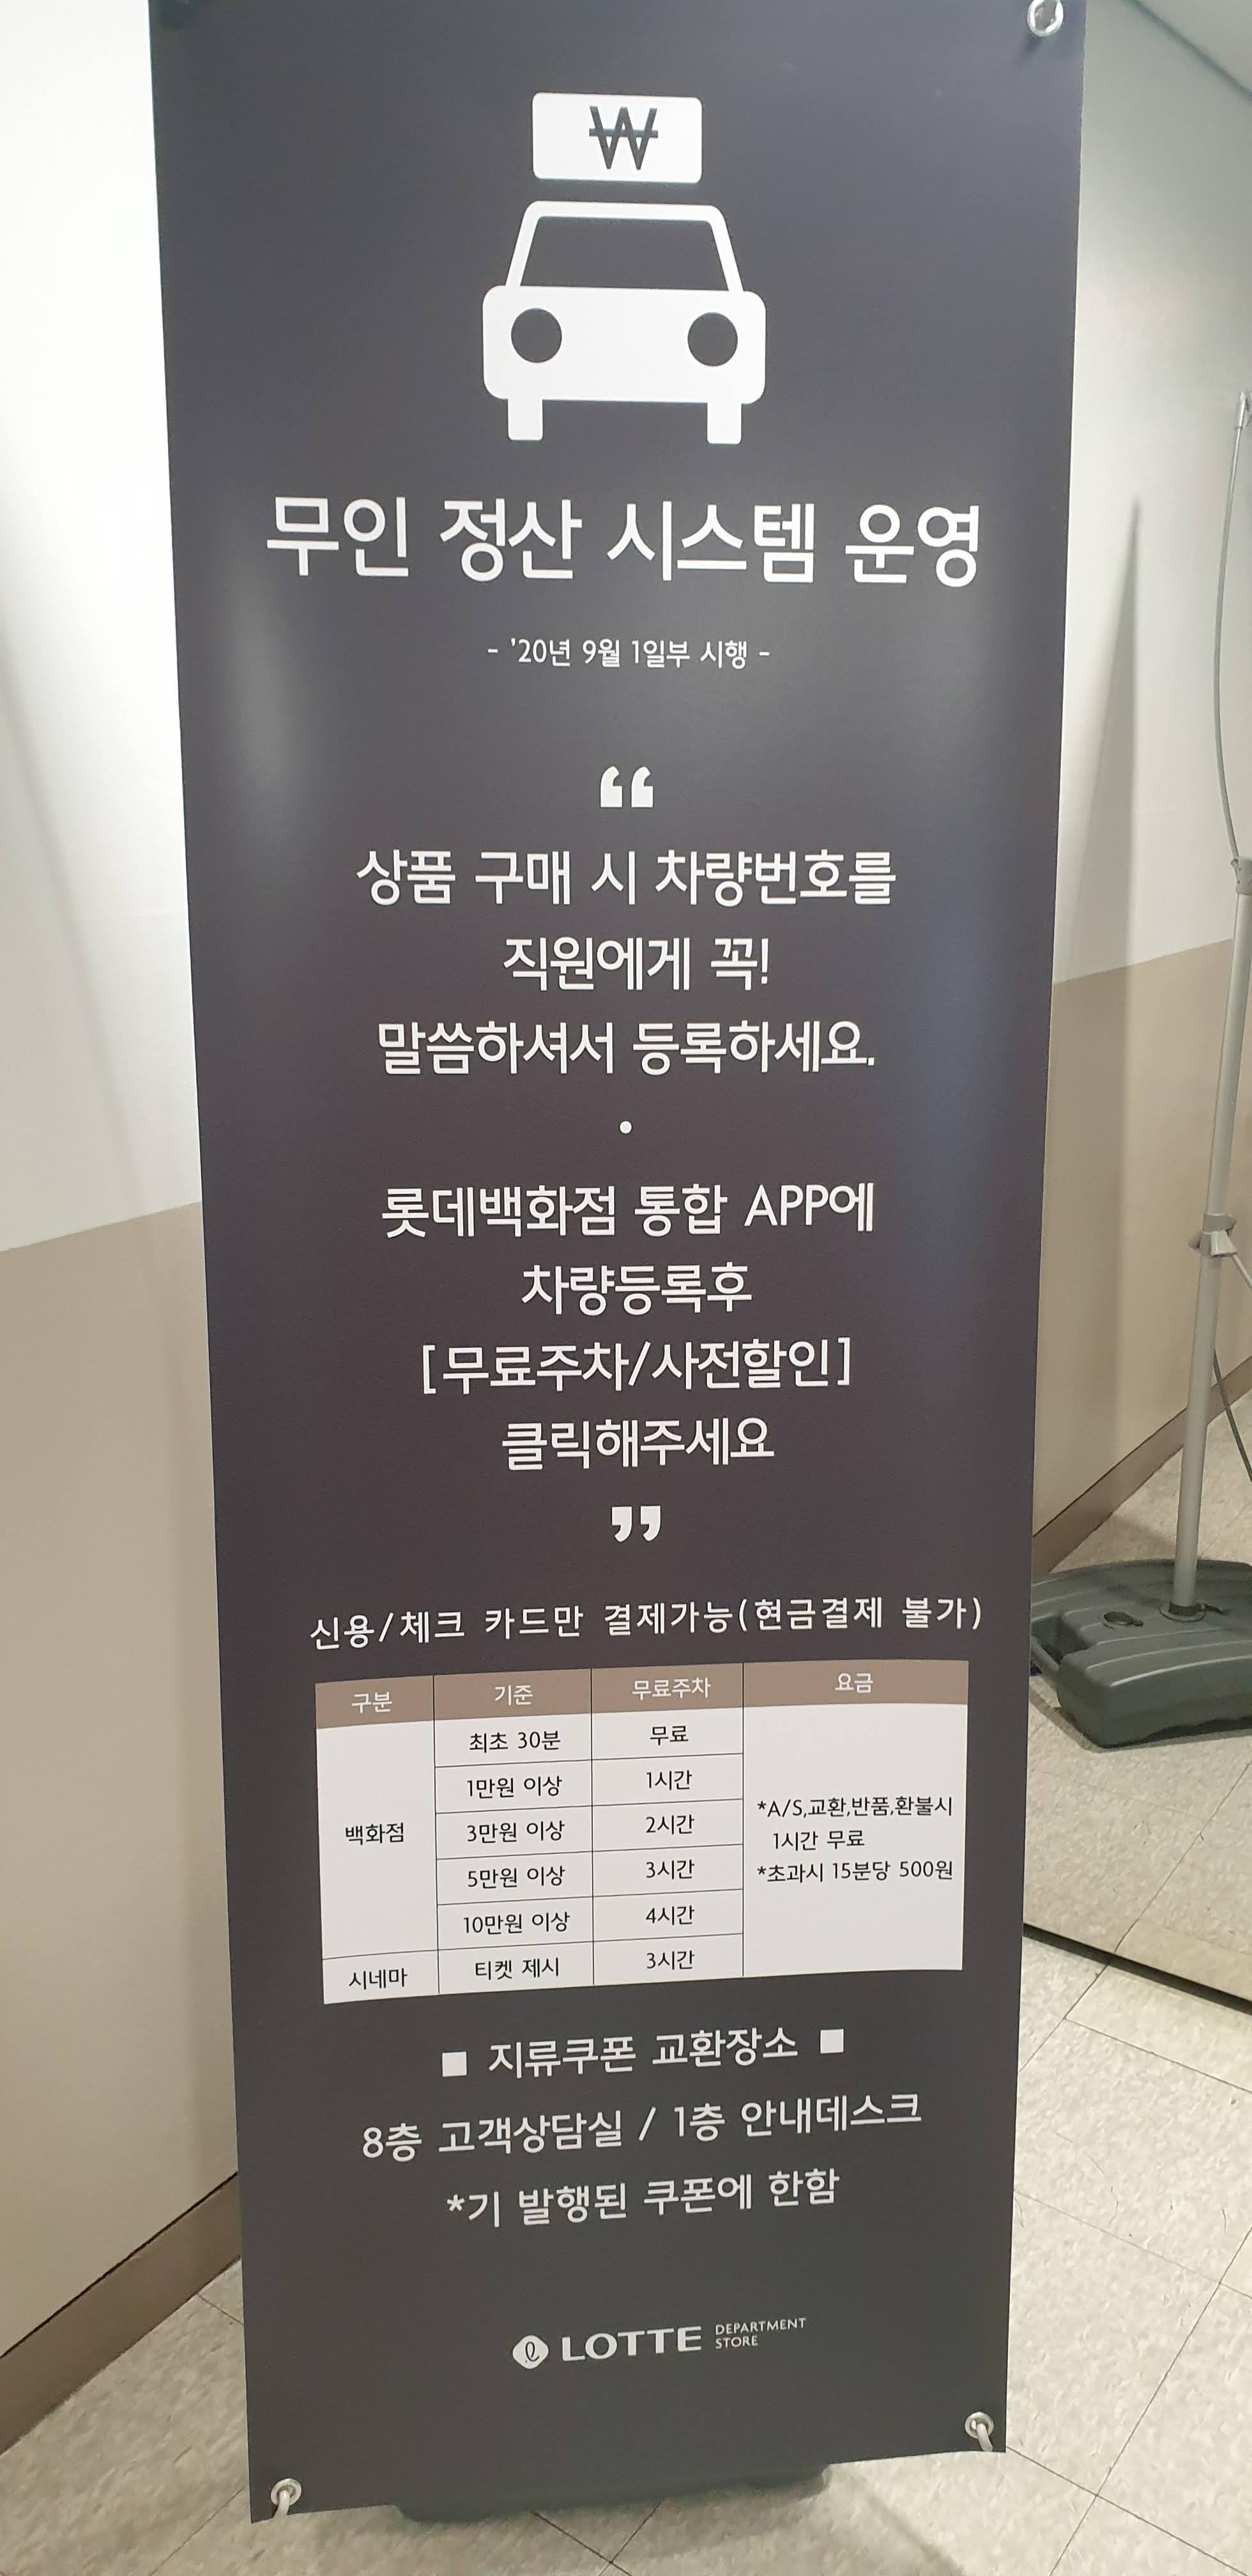 ₩
무인 정산 시스템 운영
- '20년 9월 1일부 시행 -
“
상품 구매 시 차량번호를
직원에게 꼭!
말씀하셔서 등록하세요.
•
롯데백화점 통합 APP에
차량등록후
[무료주차/사전할인]
클릭해주세요
”
신용/체크 카드만 결제가능(현금결제 불가)
구분 기준 무료주차 요금
백화점 최초 30분 무료
1만원 이상 1시간
3만원 이상 2시간
5만원 이상 3시간
10만원 이상 4시간
시네마 티켓 제시 3시간
*A/S,교환,반품,환불시
1시간 무료
*초과시 15분당 500원
■ 지류쿠폰 교환장소 ■
8층 고객상담실 / 1층 안내데스크
*기 발행된 쿠폰에 한함
LOTTE DEPARTMENT STORE